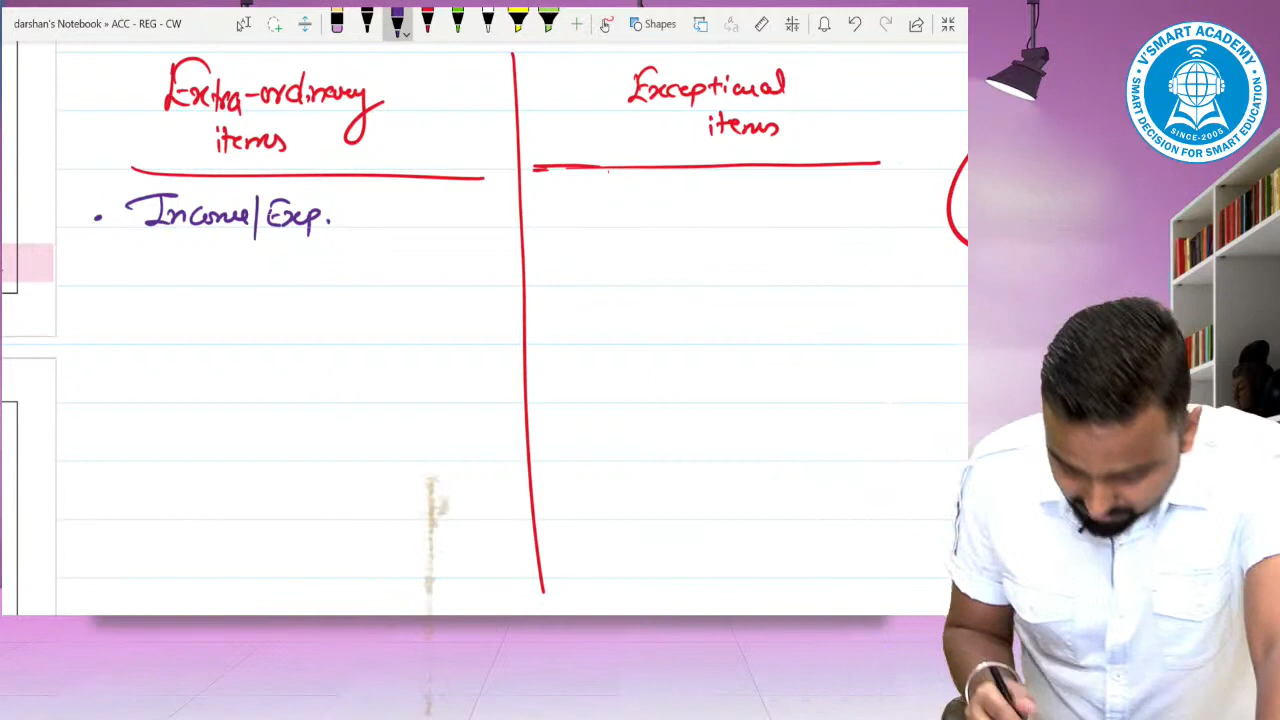 darshan's Notebook » ACC - REG - CW
Shapes
Extra-ordinary
items
Exceptional
items
• Income/Exp.
V'SMART ACADEMY
SINCE-2005
SMART DECISION FOR SMART EDUCATION